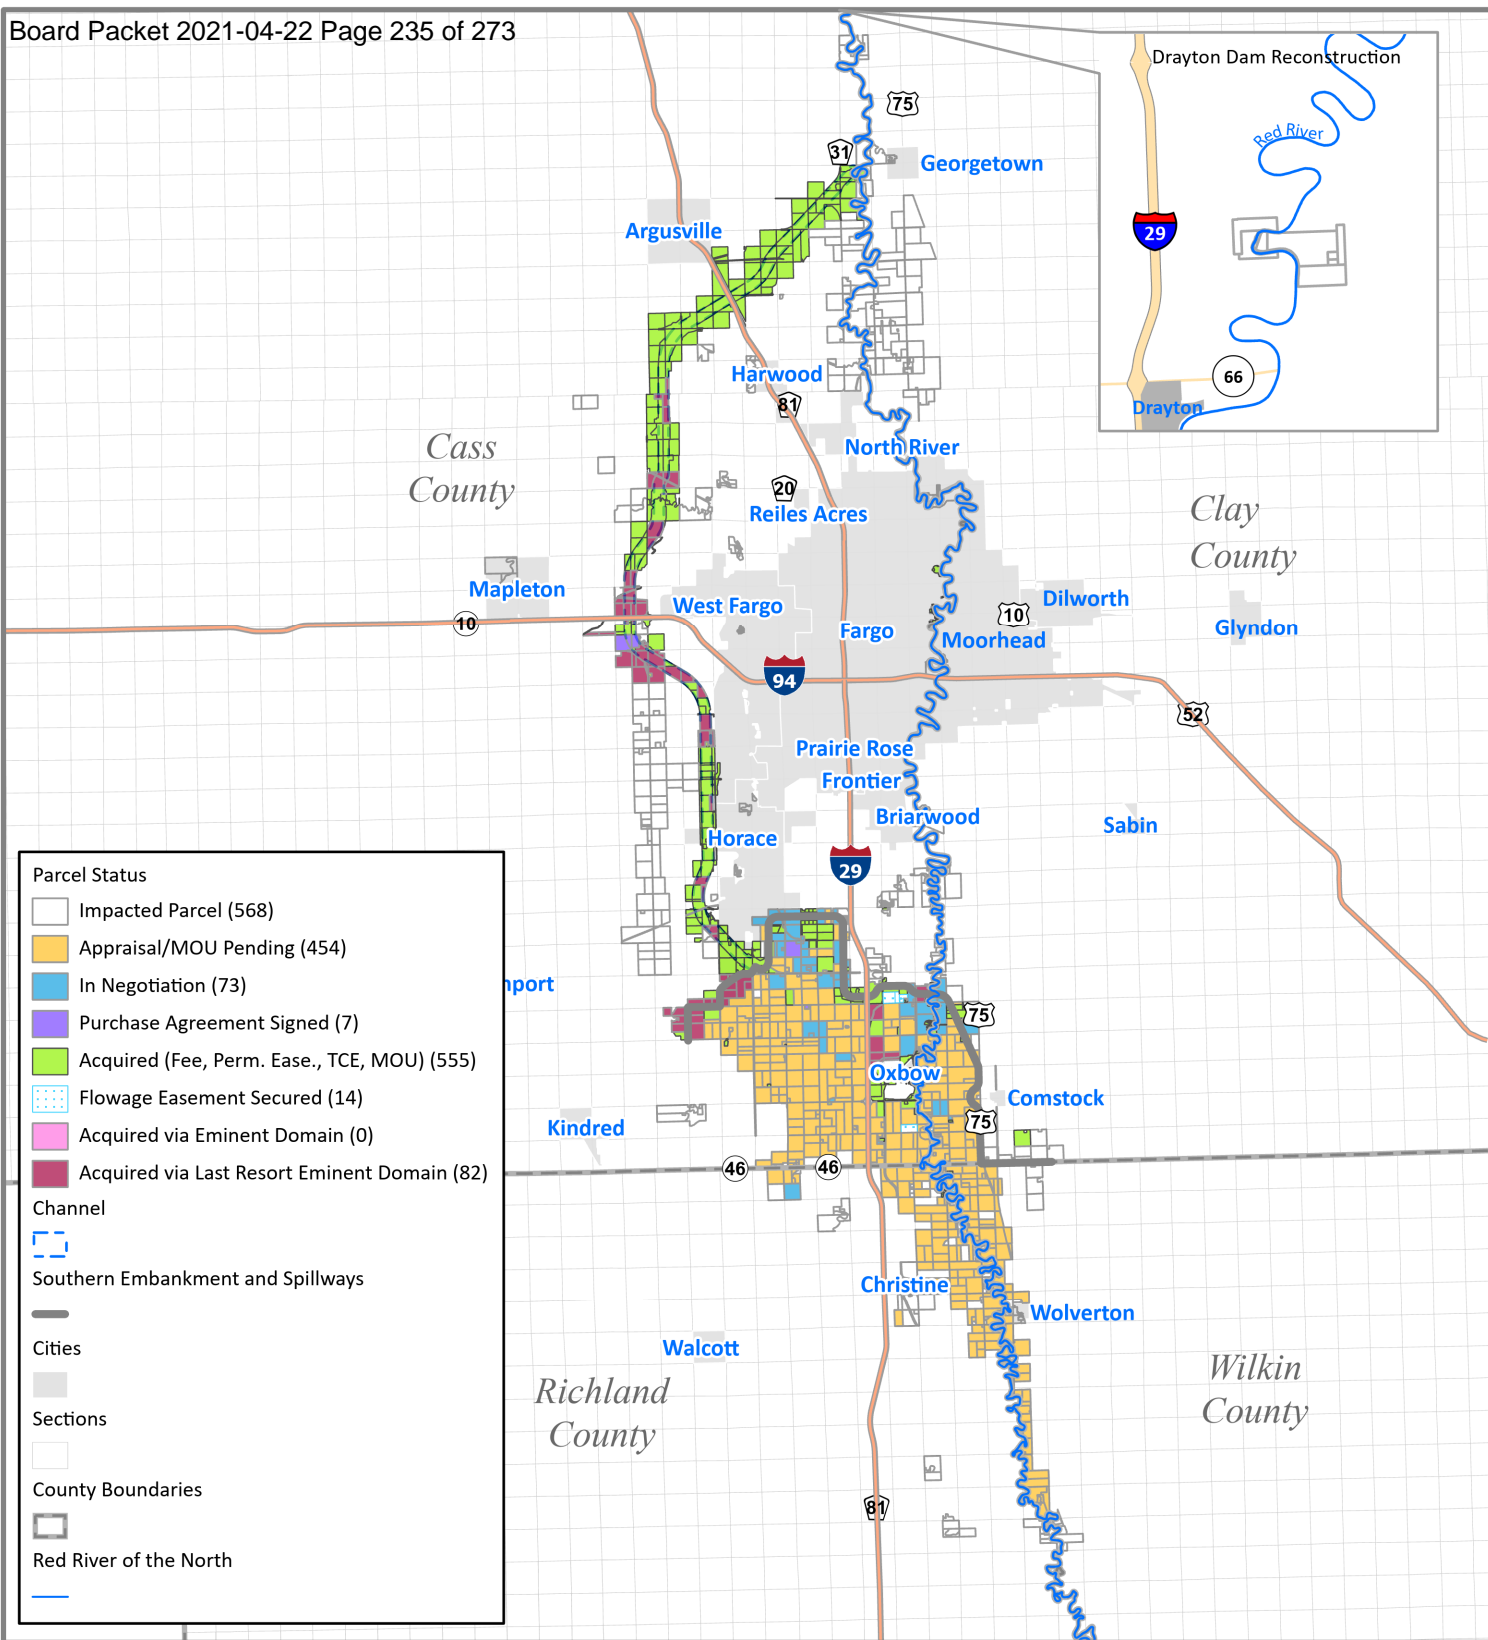 Board Packet 2021-04-22 Page 235 of 273
Drayton Dam Reconstruction
Red River
29
66
Drayton
75
31
Georgetown
Argusville
Harwood
81
Cass
County
North River
20
Reiles Acres
Clay
County
Mapleton
10
West Fargo
Fargo
10
Dilworth
Moorhead
Glyndon
94
52
Prairie Rose
Frontier
Briarwood
Sabin
Horace
29
nport
75
Oxbow
Comstock
75
Kindred
46
46
Christine
Wolverton
Walcott
Richland
County
Wilkin
County
81
Parcel Status
Impacted Parcel (568)
Appraisal/MOU Pending (454)
In Negotiation (73)
Purchase Agreement Signed (7)
Acquired (Fee, Perm. Ease., TCE, MOU) (555)
Flowage Easement Secured (14)
Acquired via Eminent Domain (0)
Acquired via Last Resort Eminent Domain (82)
Channel
Southern Embankment and Spillways
Cities
Sections
County Boundaries
Red River of the North